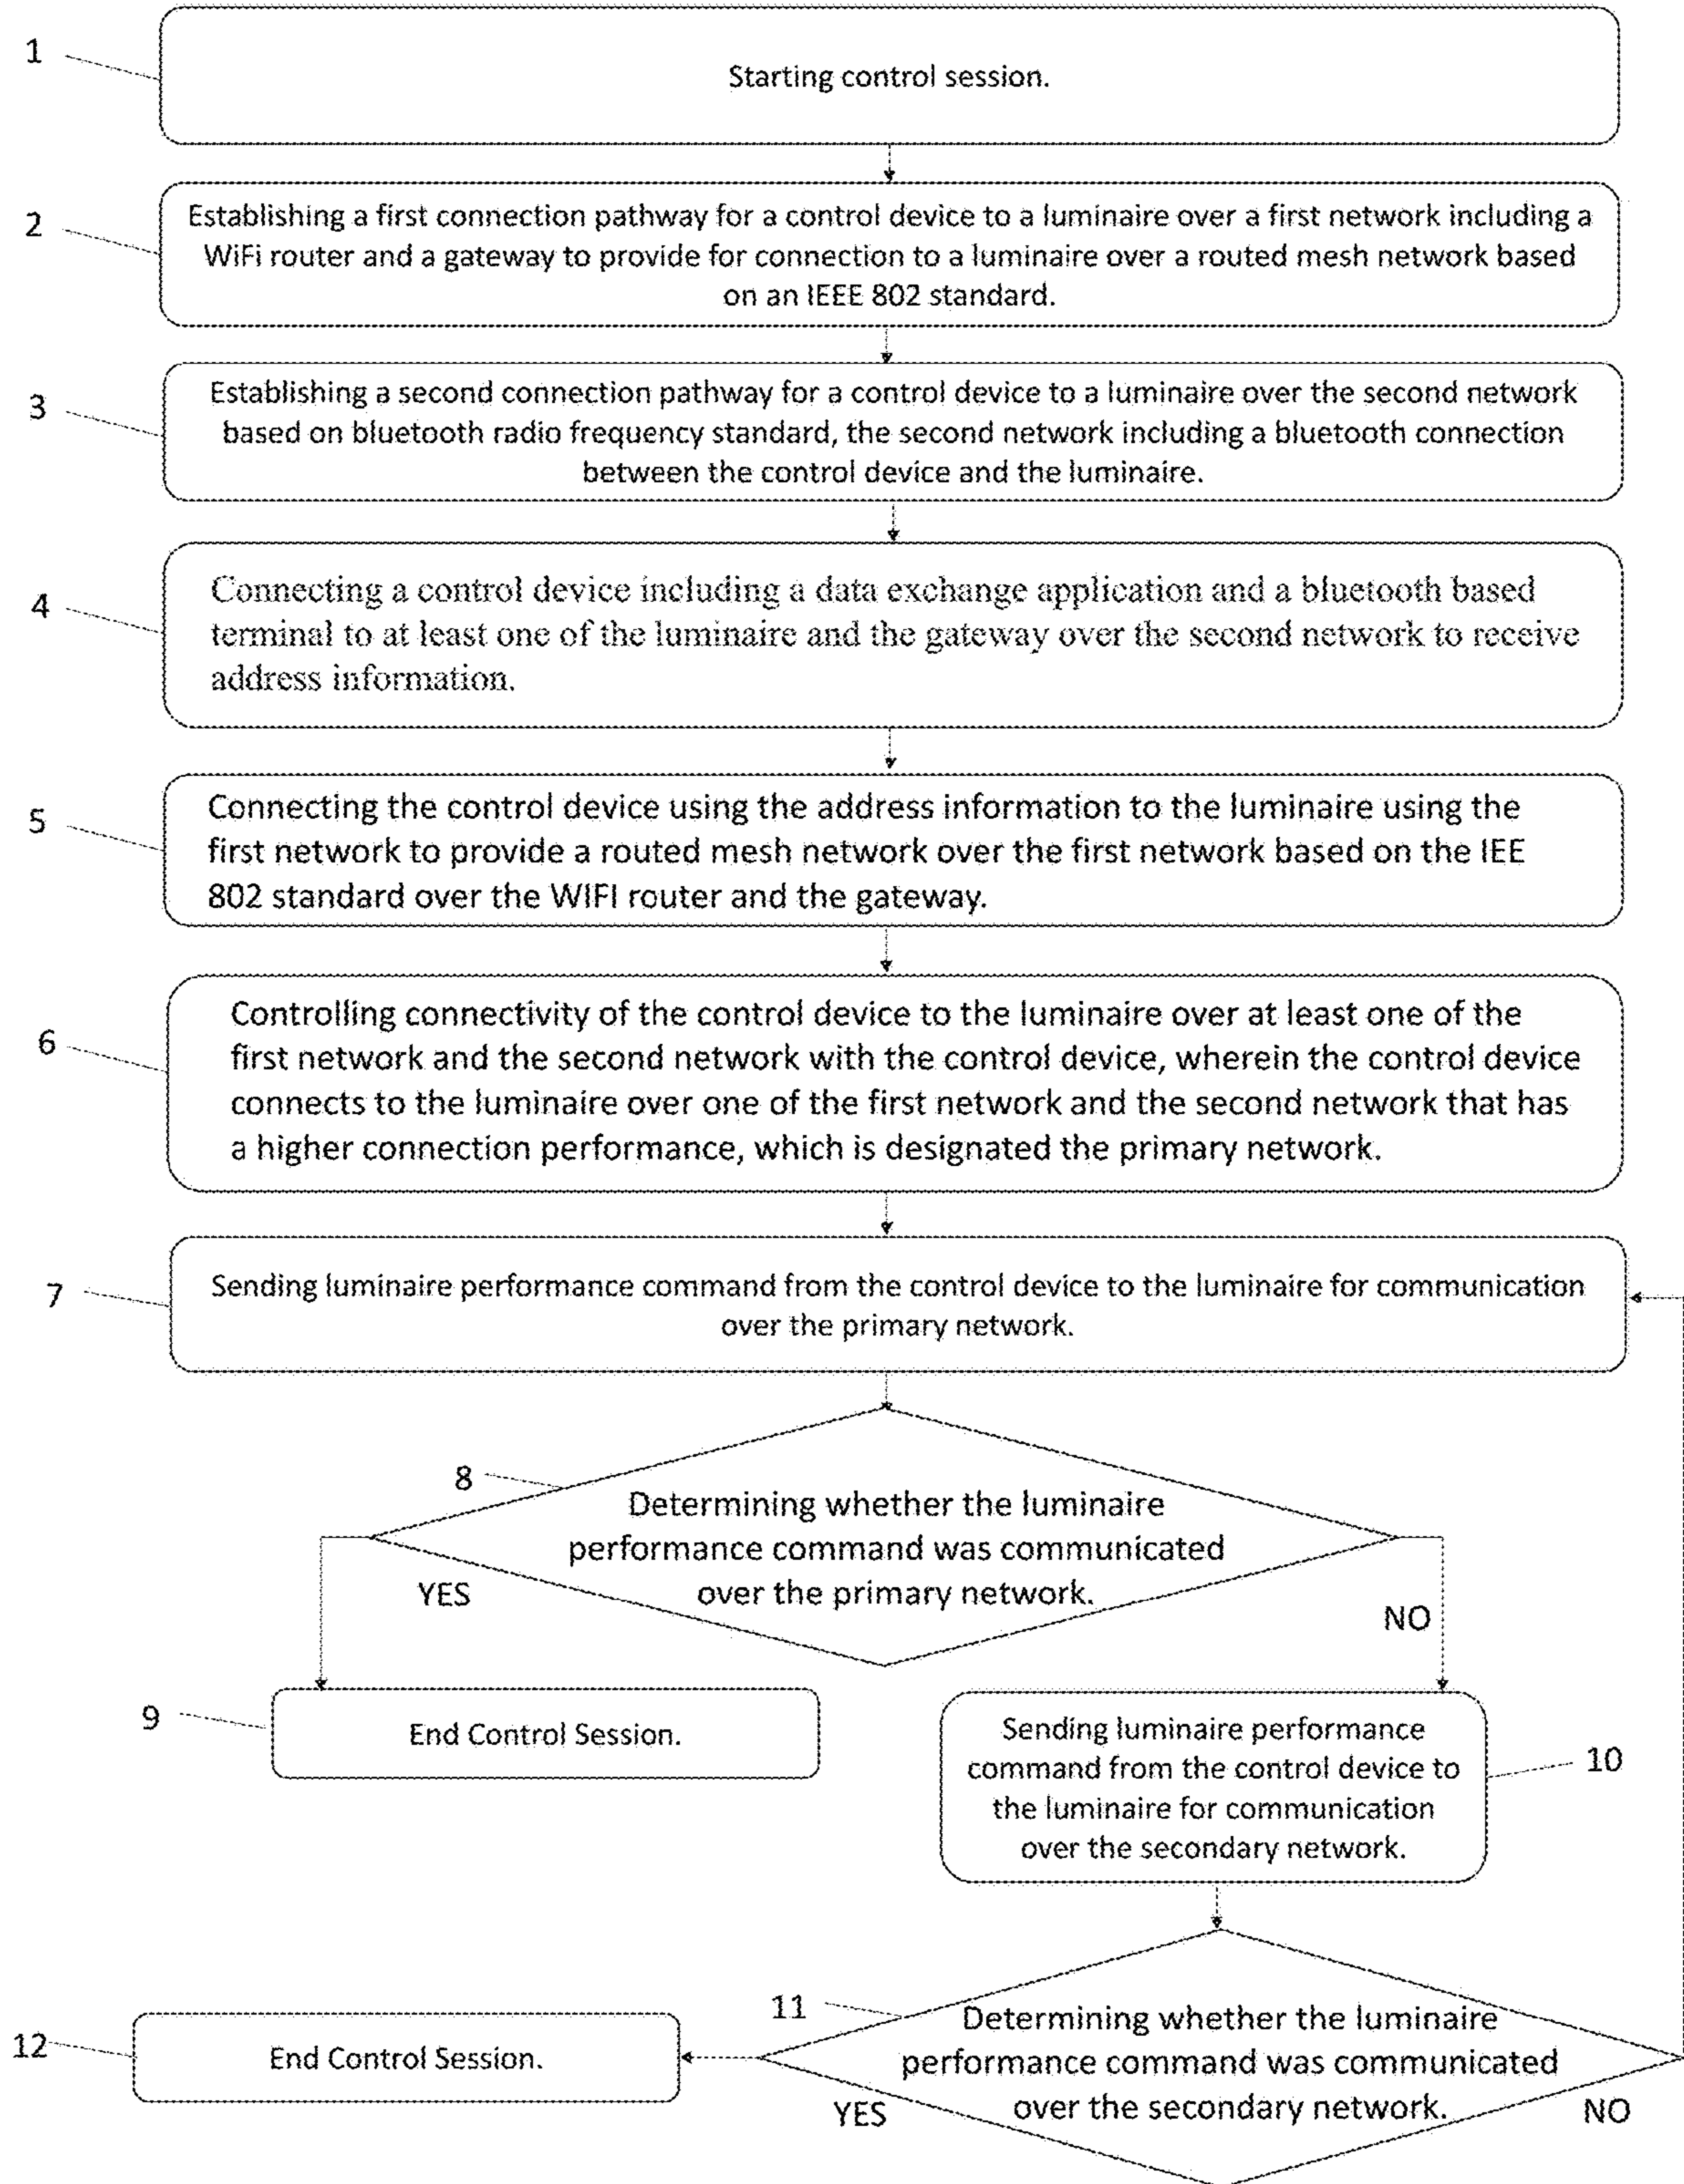 1
Starting control session.
2
Establishing a first connection pathway for a control device to a luminaire over a first network including a
WiFi router and a gateway to provide for connection to a luminaire over a routed mesh network based
on an IEEE 802 standard.
3
Establishing a second connection pathway for a control device to a luminaire over the second network
based on bluetooth radio frequency standard, the second network including a bluetooth connection
between the control device and the luminaire.
4
Connecting a control device including a data exchange application and a bluetooth based
terminal to at least one of the luminaire and the gateway over the second network to receive
address information.
5
Connecting the control device using the address information to the luminaire using the
first network to provide a routed mesh network over the first network based on the IEE
802 standard over the WIFI router and the gateway.
6
Controlling connectivity of the control device to the luminaire over at least one of the
first network and the second network with the control device, wherein the control device
connects to the luminaire over one of the first network and the second network that has
a higher connection performance, which is designated the primary network.
7
Sending luminaire performance command from the control device to the luminaire for communication
over the primary network.
8
Determining whether the luminaire
performance command was communicated
over the primary network.
YES
NO
9
End Control Session.
Sending luminaire performance
command from the control device to
the luminaire for communication
over the secondary network.
10
11
Determining whether the luminaire
performance command was communicated
over the secondary network.
YES
NO
12
End Control Session.